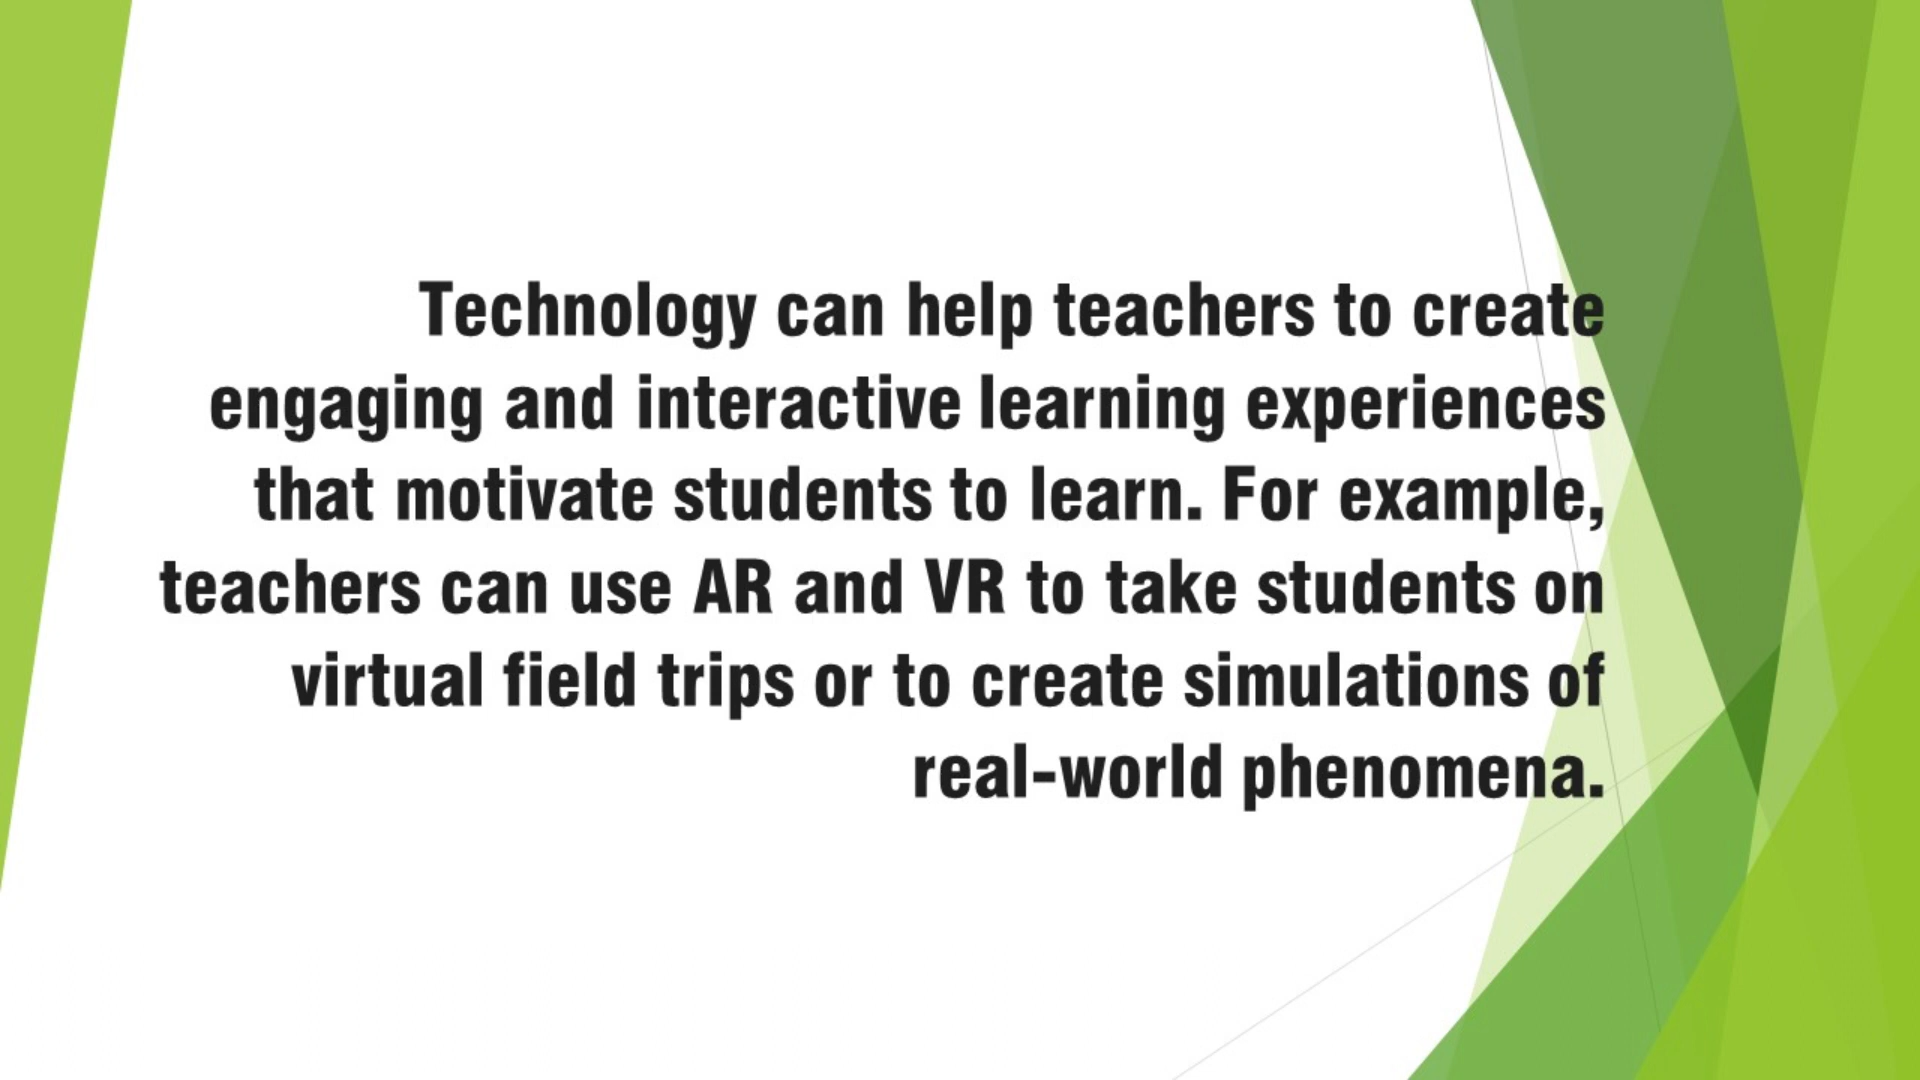 Technology can help teachers to create
engaging and interactive learning experiences
that motivate students to learn. For example,
teachers can use AR and VR to take students on
virtual field trips or to create simulations of
real-world phenomena.